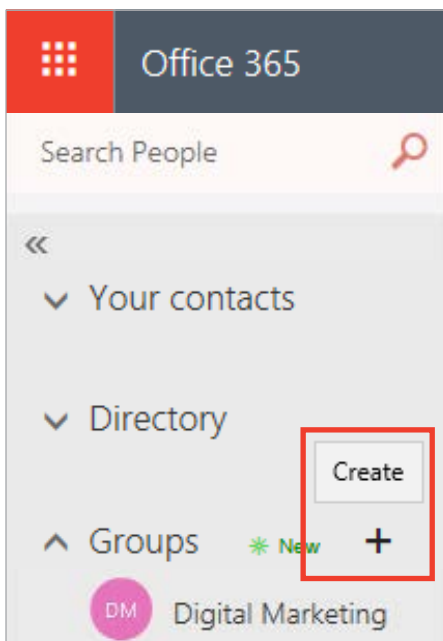 Office 365
Search People
Your contacts
Directory
Create
Groups New +
DM Digital Marketing